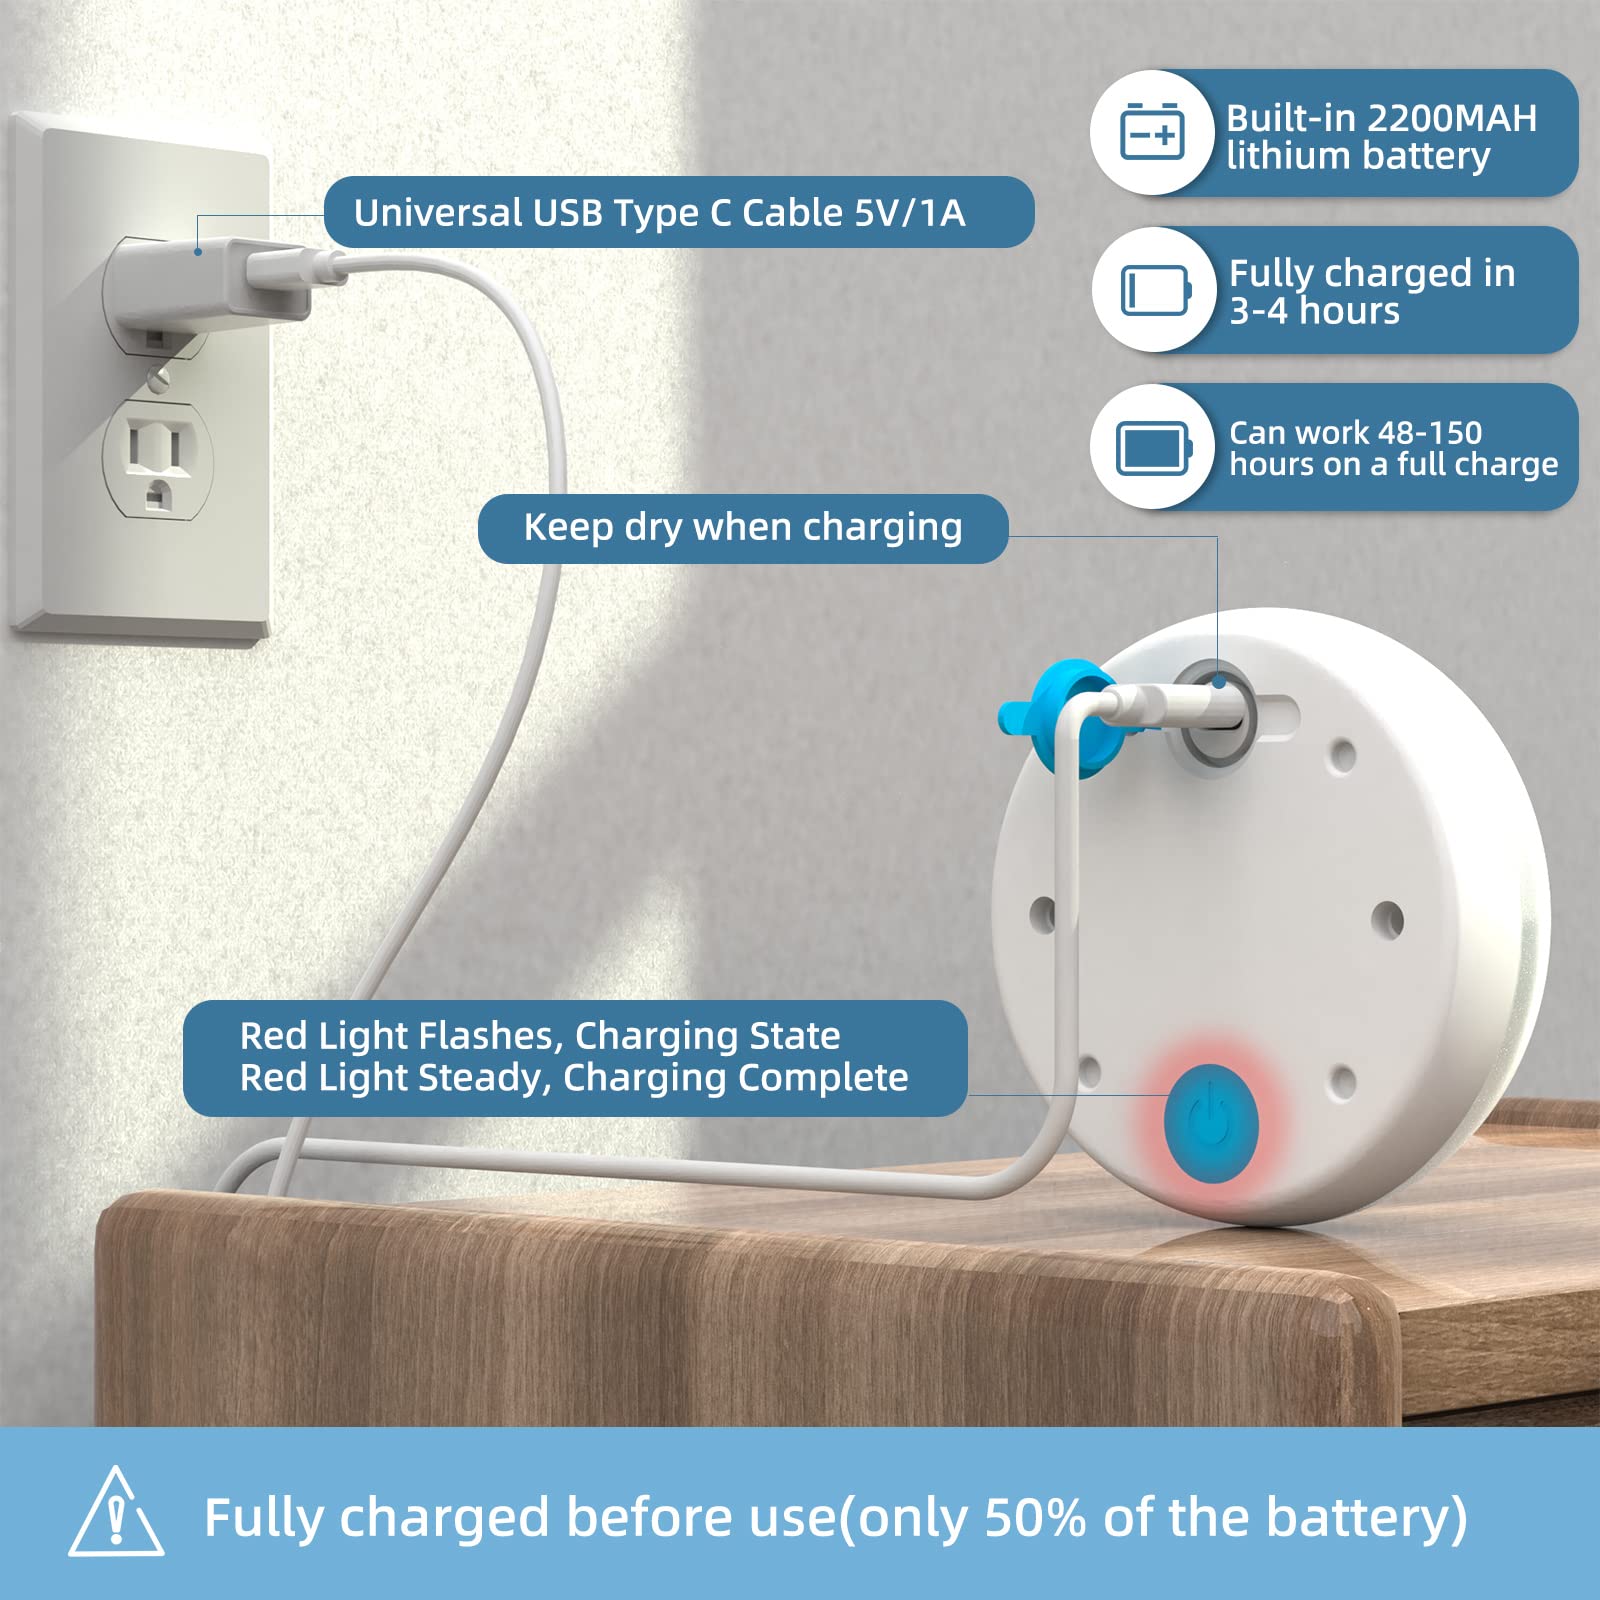 Built-in 2200MAH
lithium battery
Universal USB Type C Cable 5V/1A
Fully charged in
3-4 hours
Can work 48-150
hours on a full charge
Keep dry when charging
Red Light Flashes, Charging State
Red Light Steady, Charging Complete
Fully charged before use(only 50% of the battery)